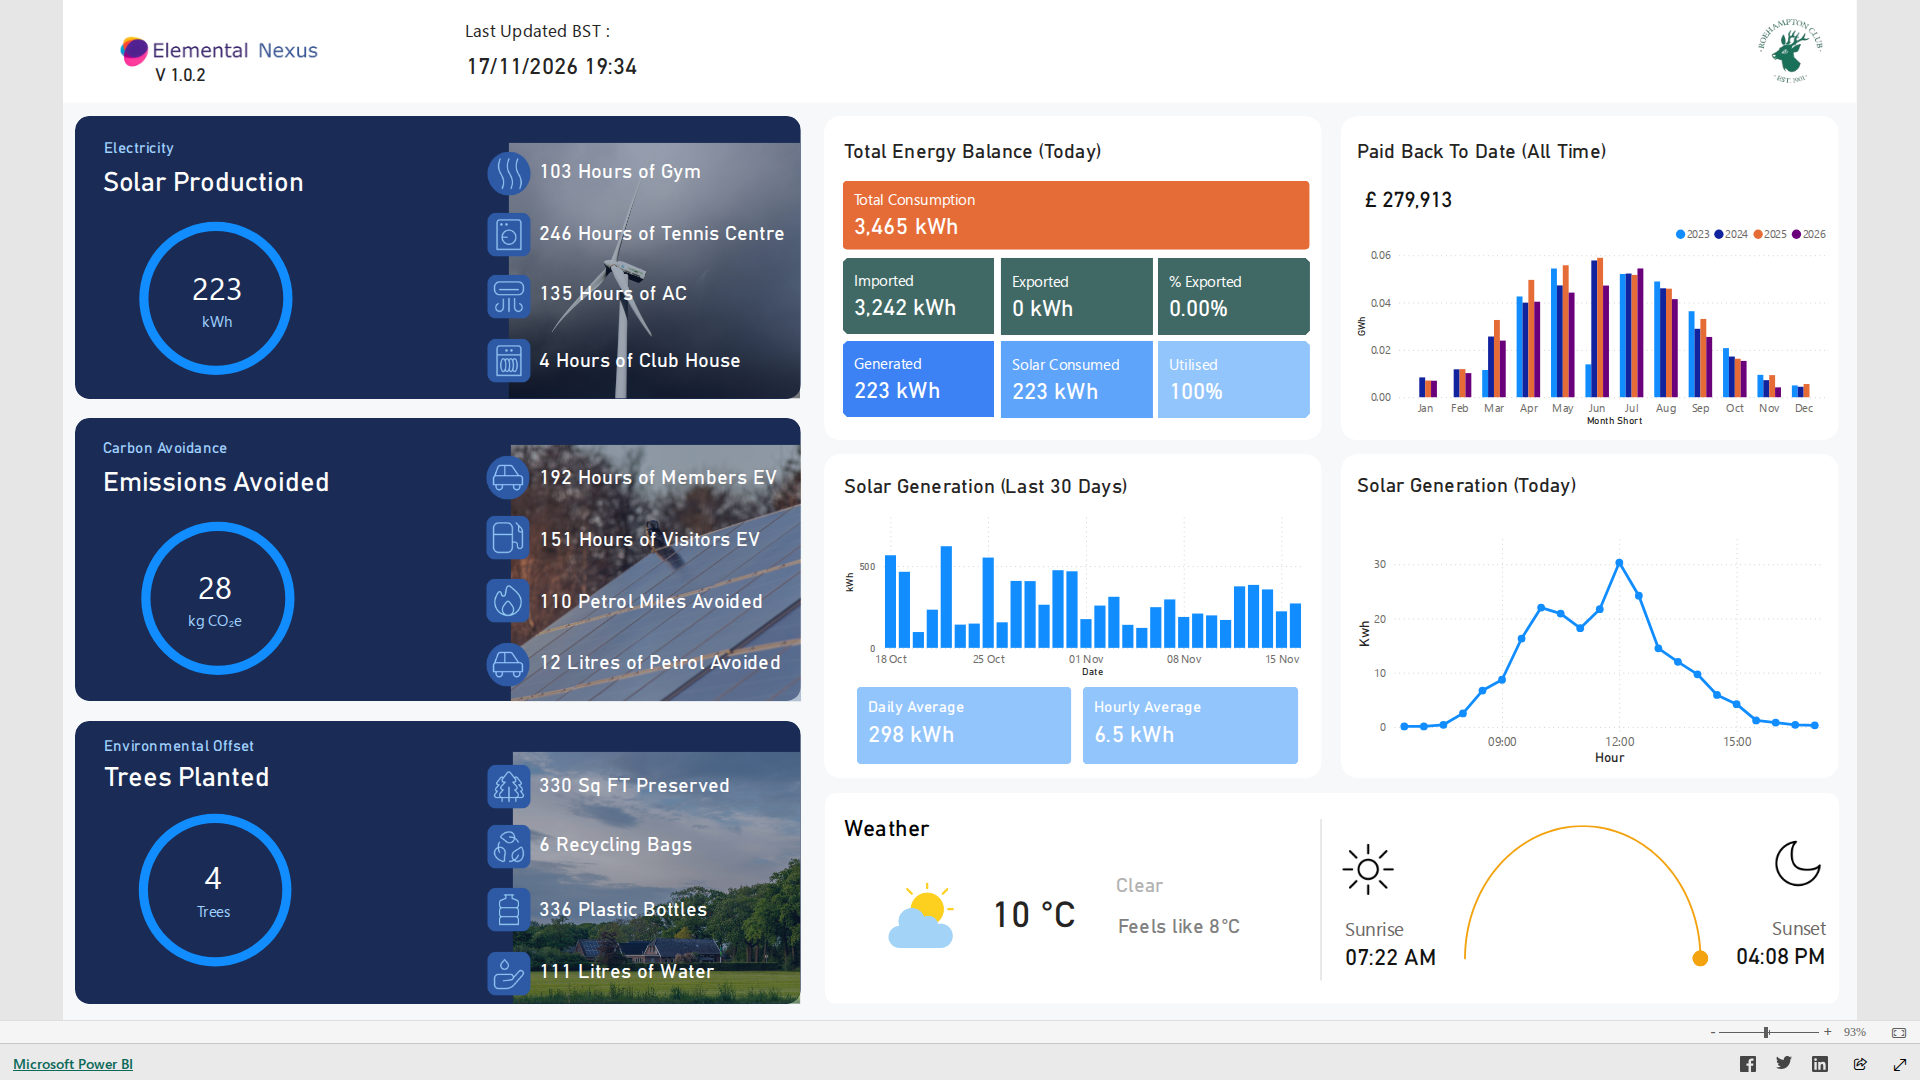 Elemental Nexus
V 1.0.2
Last Updated BST :
17/11/2026 19:34
ROEHAMPTON CLUB
EST. 1901
Electricity
Solar Production
223
kWh
103 Hours of Gym
246 Hours of Tennis Centre
135 Hours of AC
4 Hours of Club House
Carbon Avoidance
Emissions Avoided
28
kg CO₂e
192 Hours of Members EV
151 Hours of Visitors EV
110 Petrol Miles Avoided
12 Litres of Petrol Avoided
Environmental Offset
Trees Planted
4
Trees
330 Sq FT Preserved
6 Recycling Bags
336 Plastic Bottles
111 Litres of Water
Total Energy Balance (Today)
Total Consumption
3,465 kWh
Imported
3,242 kWh
Exported
0 kWh
% Exported
0.00%
Generated
223 kWh
Solar Consumed
223 kWh
Utilised
100%
Paid Back To Date (All Time)
£ 279,913
2023 2024 2025 2026
0.06
0.04
0.02
0.00
GWh
Jan Feb Mar Apr May Jun Jul Aug Sep Oct Nov Dec
Month Short
Solar Generation (Last 30 Days)
500
0
kWh
18 Oct 25 Oct 01 Nov 08 Nov 15 Nov
Date
Daily Average
298 kWh
Hourly Average
6.5 kWh
Solar Generation (Today)
30
20
10
0
Kwh
09:00 12:00 15:00
Hour
Weather
10 °C
Clear
Feels like 8°C
Sunrise
07:22 AM
Sunset
04:08 PM
- + 93%
Microsoft Power BI